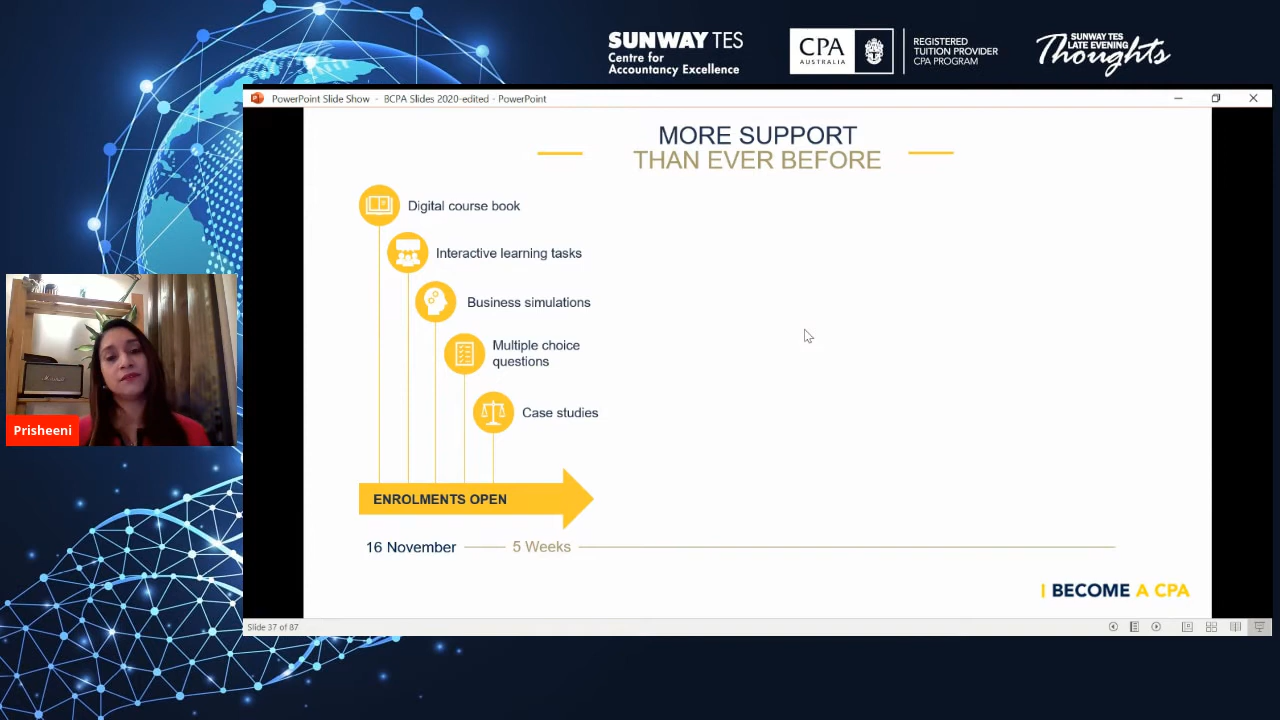 SUNWAY TES
Centre for
Accountancy Excellence
CPA
AUSTRALIA
REGISTERED
TUITION PROVIDER
CPA PROGRAM
SUNWAY TES
LATE EVENING
Thoughts
PowerPoint Slide Show - BCPA Slides 2020-edited - PowerPoint
MORE SUPPORT
THAN EVER BEFORE
Digital course book
Interactive learning tasks
Business simulations
Multiple choice
questions
Case studies
Prisheeni
ENROLMENTS OPEN
16 November
5 Weeks
BECOME A CPA
Slide 37 of 87